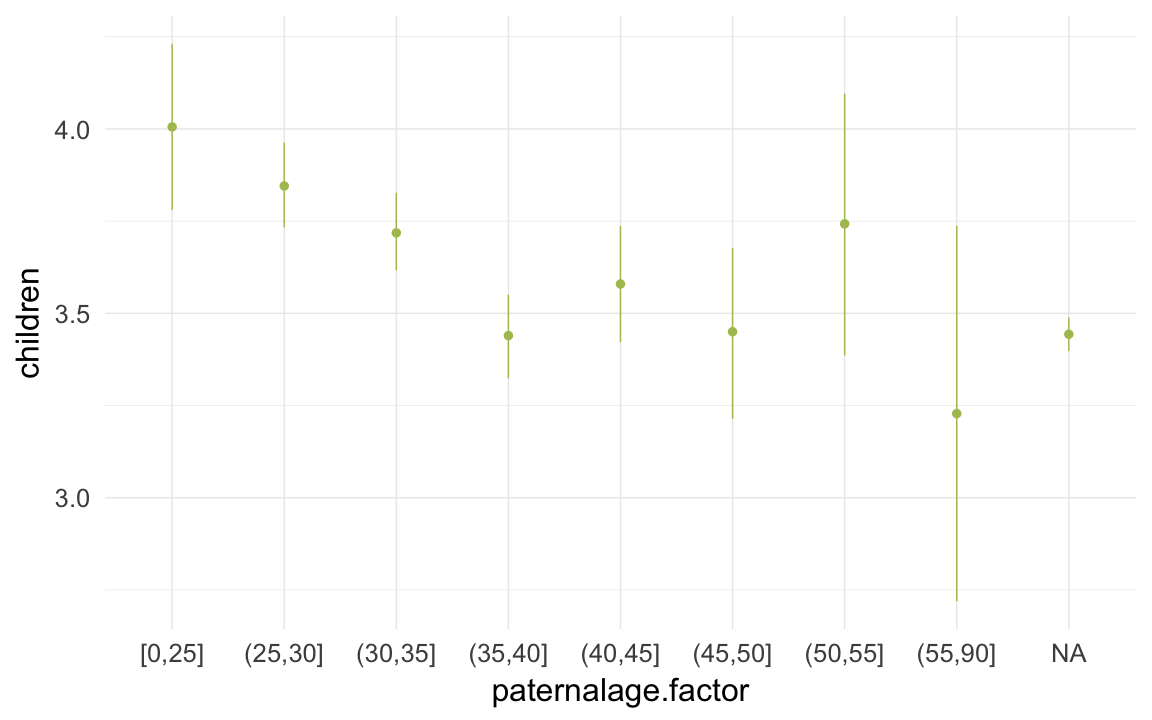 children
4.0
3.5
3.0
[0,25] (25,30] (30,35] (35,40] (40,45] (45,50] (50,55] (55,90] NA
paternalage.factor